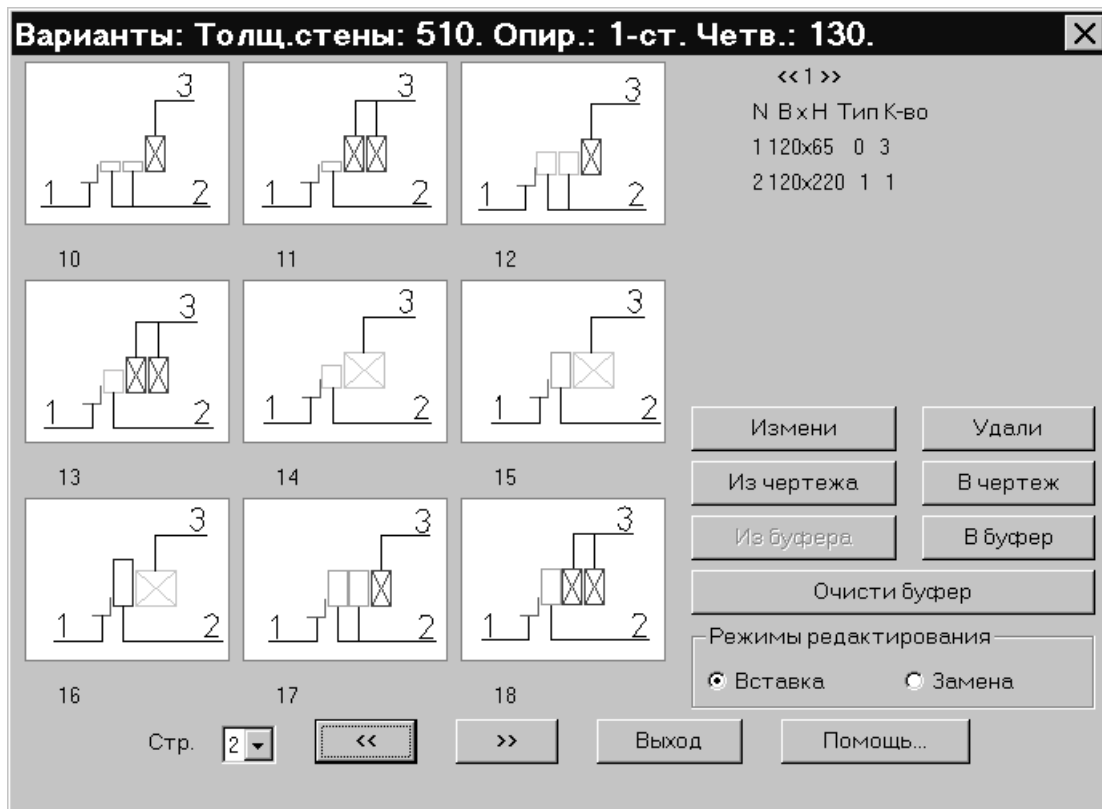 Варианты: Толщ.стены: 510. Опир.: 1-ст. Четв.: 130.
3
1 2
10
3
1 2
11
3
1 2
12
<<1>>
N B x H Тип К-во
1 120x65 0 3
2 120x220 1 1
3
1 2
13
3
1 2
14
3
1 2
15
3
1 2
16
3
1 2
17
3
1 2
18
Измени Удали
Из чертежа В чертеж
Из буфера В буфер
Очисти буфер
Режимы редактирования
Вставка Замена
Стр. 2 << >> Выход Помощь...